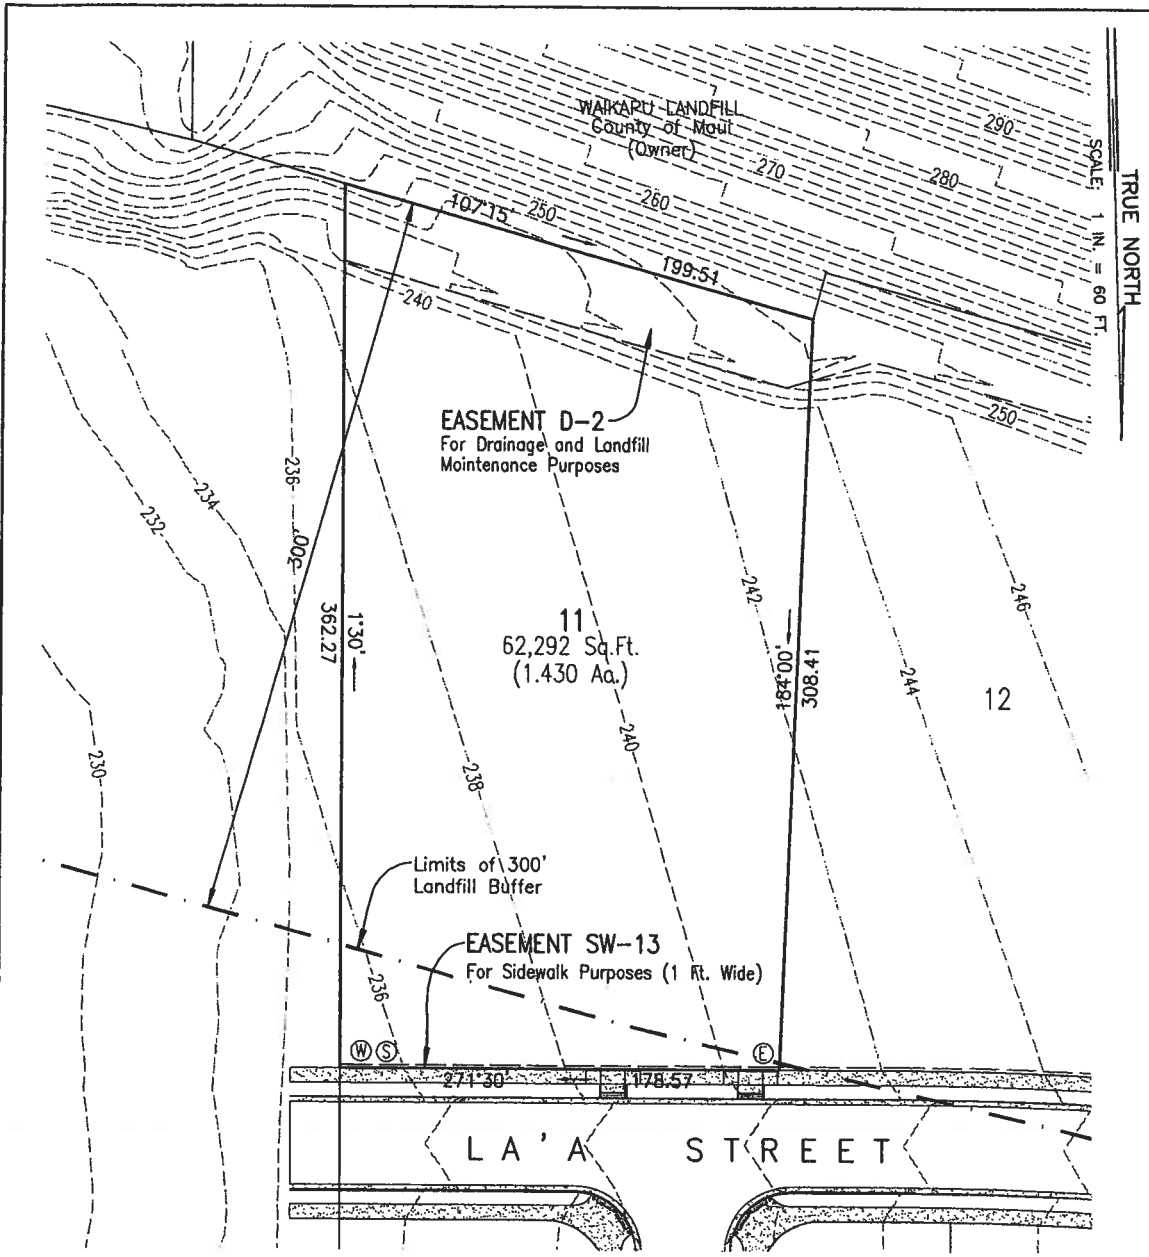 WAIKAPU LANDFILL
County of Maui
(Owner)
290
280
270
260
250
TRUE NORTH
SCALE: 1 IN. = 60 FT.
107°15'
199.51
240
250
EASEMENT D-2
For Drainage and Landfill
Maintenance Purposes
236
234
232
300'
1°30'
362.27
11
62,292 Sq.Ft.
(1.430 Ac.)
242
184°00'
308.41
246
244
12
230
238
240
Limits of 300'
Landfill Buffer
EASEMENT SW-13
For Sidewalk Purposes (1 Ft. Wide)
236
W S
E
271°30'
178.57
LA'A STREET